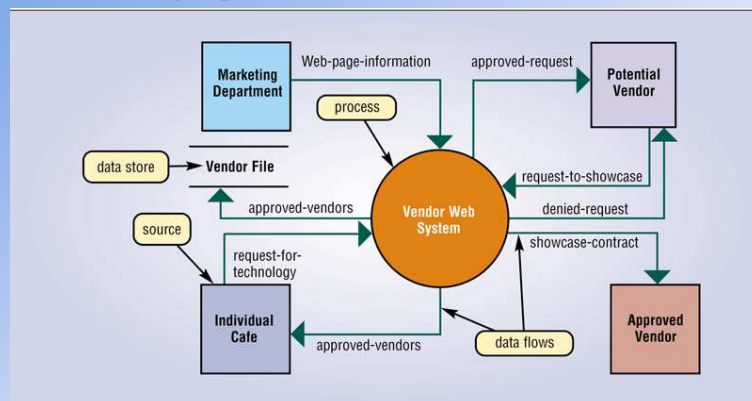 Web-page-information
approved-request
Marketing
Department
Potential
Vendor
process
data store
Vendor File
request-to-showcase
approved-vendors
Vendor Web
System
denied-request
source
request-for-
technology
showcase-contract
Individual
Cafe
approved-vendors
data flows
Approved
Vendor